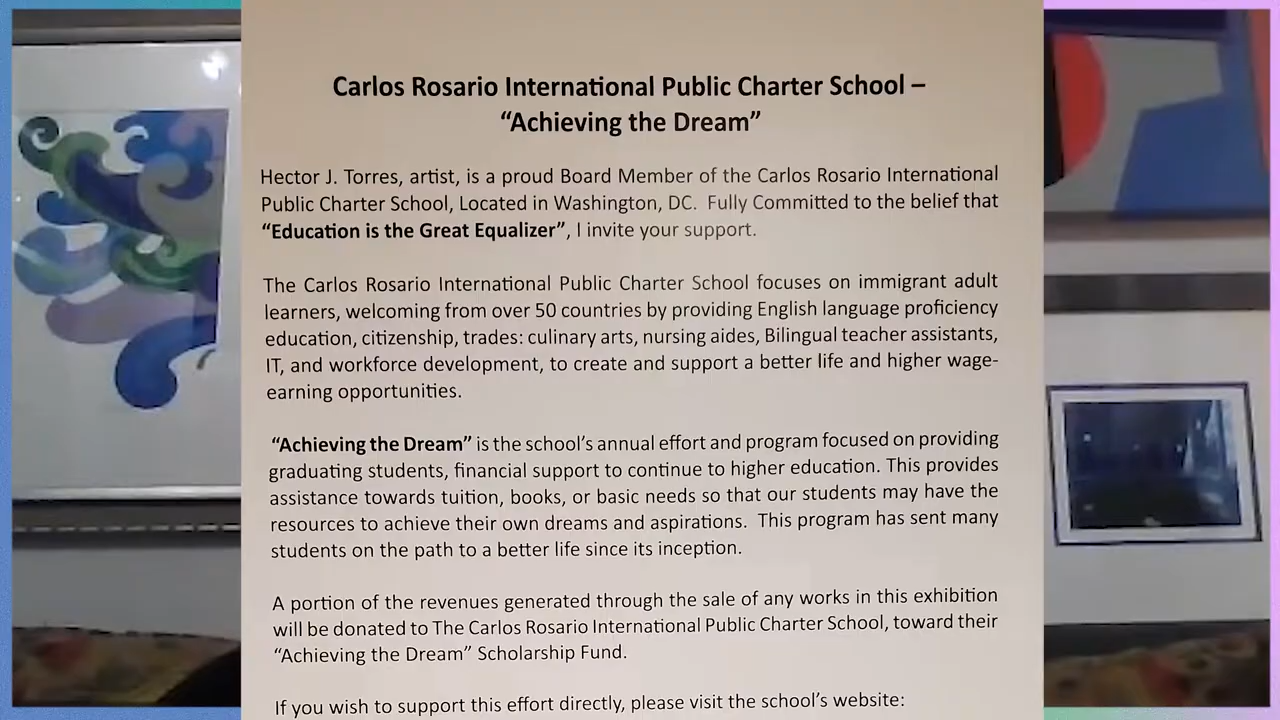 Carlos Rosario International Public Charter School –
“Achieving the Dream”
Hector J. Torres, artist, is a proud Board Member of the Carlos Rosario International
Public Charter School, Located in Washington, DC.  Fully Committed to the belief that
“Education is the Great Equalizer”, I invite your support.
The Carlos Rosario International Public Charter School focuses on immigrant adult
learners, welcoming from over 50 countries by providing English language proficiency
education, citizenship, trades: culinary arts, nursing aides, Bilingual teacher assistants,
IT, and workforce development, to create and support a better life and higher wage-
earning opportunities.
“Achieving the Dream” is the school’s annual effort and program focused on providing
graduating students, financial support to continue to higher education. This provides
assistance towards tuition, books, or basic needs so that our students may have the
resources to achieve their own dreams and aspirations.  This program has sent many
students on the path to a better life since its inception.
A portion of the revenues generated through the sale of any works in this exhibition
will be donated to The Carlos Rosario International Public Charter School, toward their
“Achieving the Dream” Scholarship Fund.
If you wish to support this effort directly, please visit the school’s website: